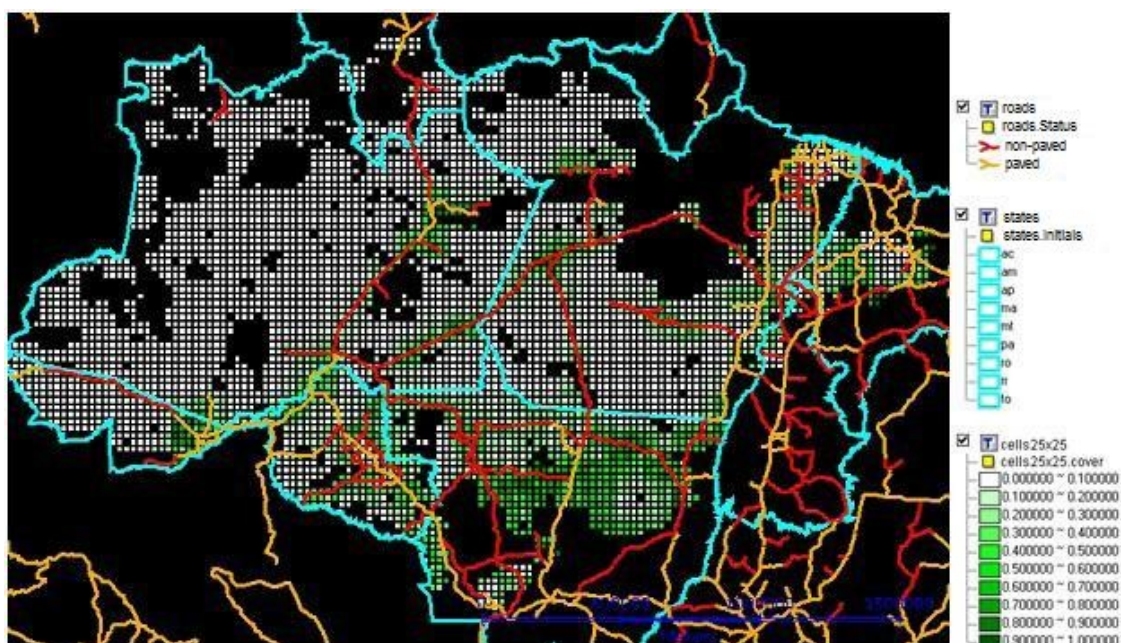 T roads
roads.Status
non-paved
paved
T states
states.Initials
ac
am
ap
ma
mt
pa
ro
rr
to
T cells25x25
cells25x25.cover
0.000000 ~ 0.100000
0.100000 ~ 0.200000
0.200000 ~ 0.300000
0.300000 ~ 0.400000
0.400000 ~ 0.500000
0.500000 ~ 0.600000
0.600000 ~ 0.700000
0.700000 ~ 0.800000
0.800000 ~ 0.900000
0.900000 ~ 1.000000